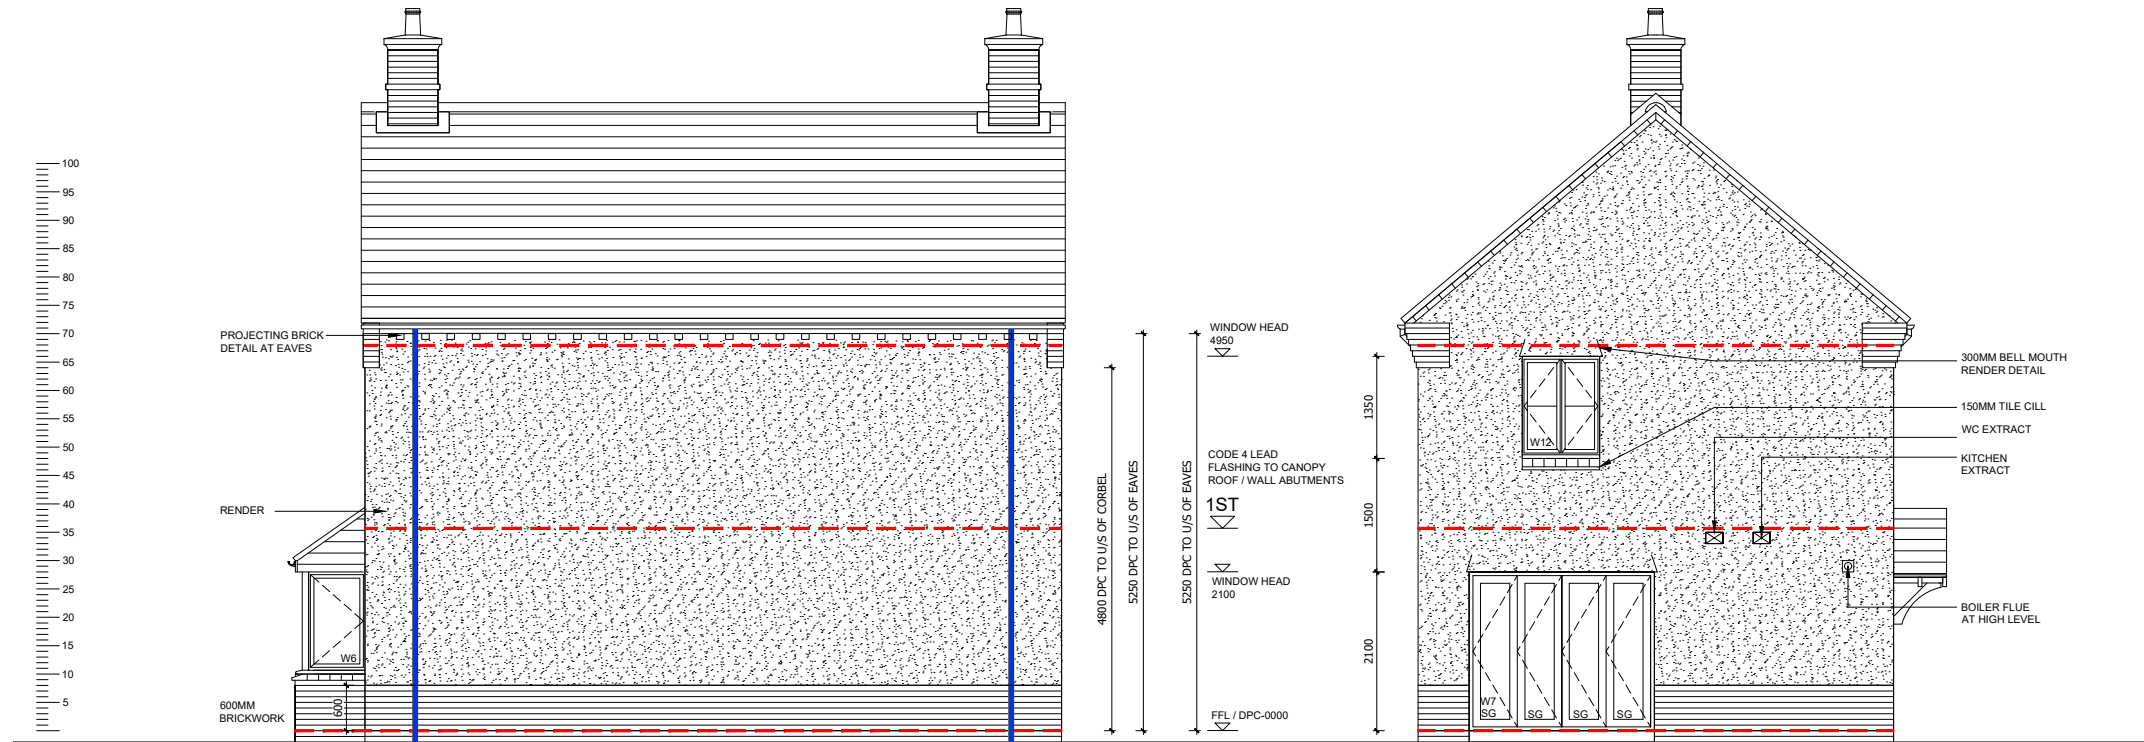 100
95
90
85
80
75
70
65
60
55
50
45
40
35
30
25
20
15
10
5
PROJECTING BRICK
DETAIL AT EAVES
RENDER
600MM
BRICKWORK
W6
600
4800 DPC TO U/S OF CORBEL
5250 DPC TO U/S OF EAVES
5250 DPC TO U/S OF EAVES
WINDOW HEAD
4950
CODE 4 LEAD
FLASHING TO CANOPY
ROOF / WALL ABUTMENTS
1ST
WINDOW HEAD
2100
FFL / DPC-0000
1350
1500
2100
W12
W7
SG
SG
SG
SG
300MM BELL MOUTH
RENDER DETAIL
150MM TILE CILL
WC EXTRACT
KITCHEN
EXTRACT
BOILER FLUE
AT HIGH LEVEL